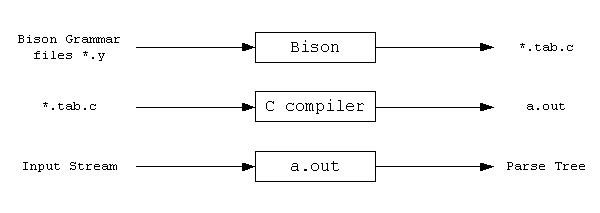 Bison Grammar
files *.y
Bison
*.tab.c
*.tab.c
C compiler
a.out
Input Stream
a.out
Parse Tree